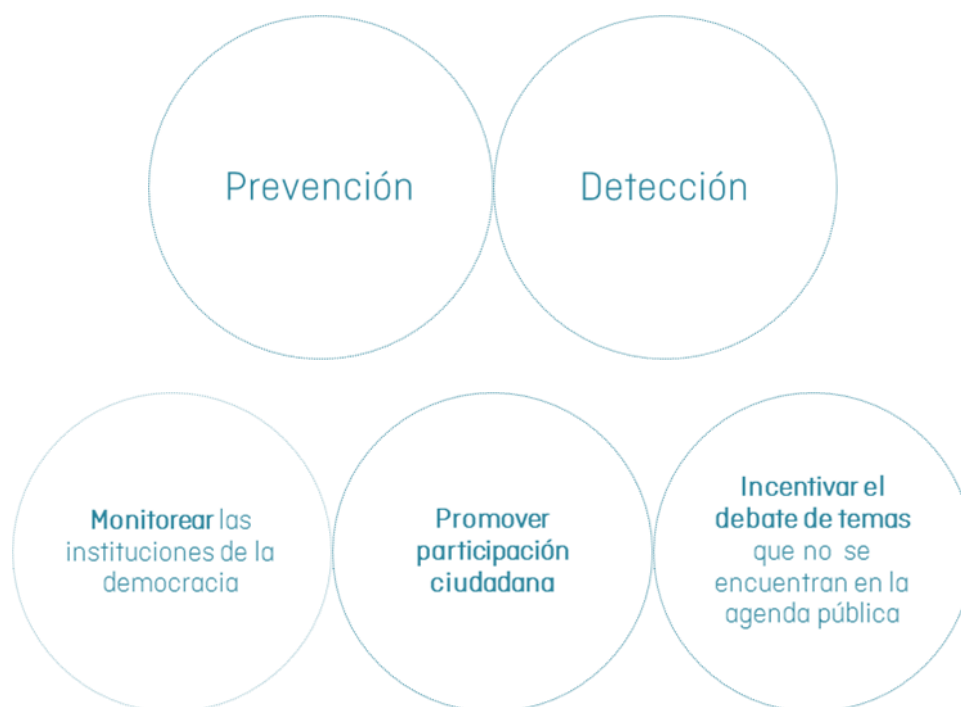 Prevención
Detección
Monitorear las
instituciones de la
democracia
Promover
participación
ciudadana
Incentivar el
debate de temas
que no se
encuentran en la
agenda pública